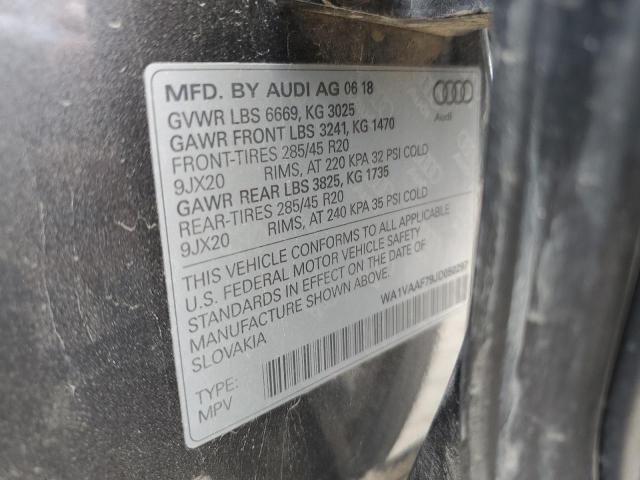 MFD. BY AUDI AG 06 18
Audi
GVWR LBS 6669, KG 3025
GAWR FRONT LBS 3241, KG 1470
FRONT-TIRES 285/45 R20
9JX20 RIMS, AT 220 KPA 32 PSI COLD
GAWR REAR LBS 3825, KG 1735
REAR-TIRES 285/45 R20
9JX20 RIMS, AT 240 KPA 35 PSI COLD
THIS VEHICLE CONFORMS TO ALL APPLICABLE
U.S. FEDERAL MOTOR VEHICLE SAFETY
STANDARDS IN EFFECT ON THE DATE OF
MANUFACTURE SHOWN ABOVE.
SLOVAKIA
WA1VAAF79JD050297
TYPE:
MPV